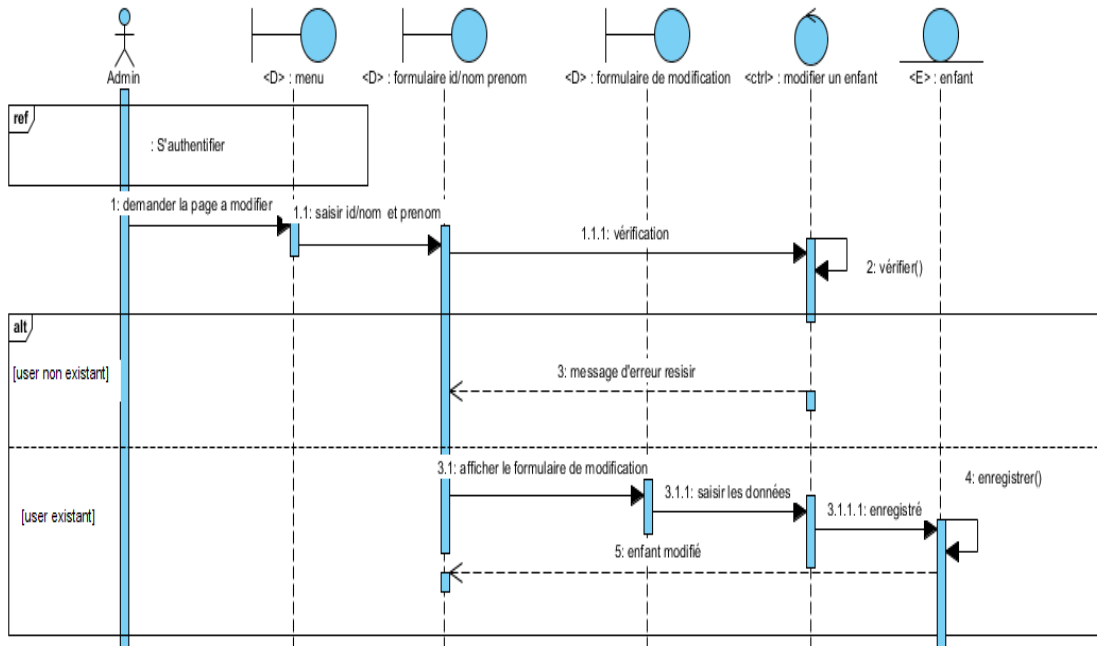 Admin
<D> : menu
<D> : formulaire id/nom prenom
<D> : formulaire de modification
<ctrl> : modifier un enfant
<E> : enfant
ref
: S'authentifier
1: demander la page a modifier
1.1: saisir id/nom et prenom
1.1.1: vérification
2: vérifier()
alt
[user non existant]
3: message d'erreur resisir
3.1: afficher le formulaire de modification
4: enregistrer()
3.1.1: saisir les données
3.1.1.1: enregistré
[user existant]
5: enfant modifié